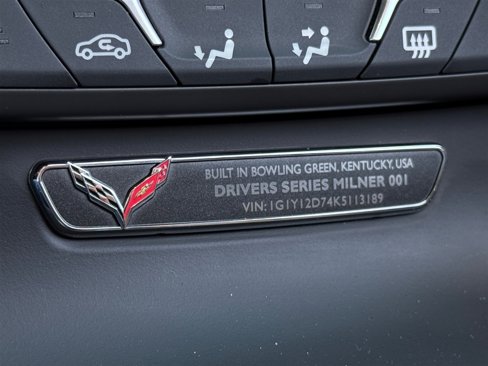 BUILT IN BOWLING GREEN, KENTUCKY, USA
DRIVERS SERIES MILNER 001
VIN: 1G1Y12D74K5113189